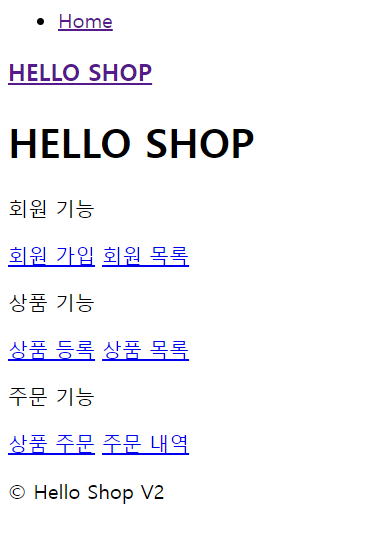 Home
HELLO SHOP
HELLO SHOP
회원 기능
회원 가입 회원 목록
상품 기능
상품 등록 상품 목록
주문 기능
상품 주문 주문 내역
© Hello Shop V2